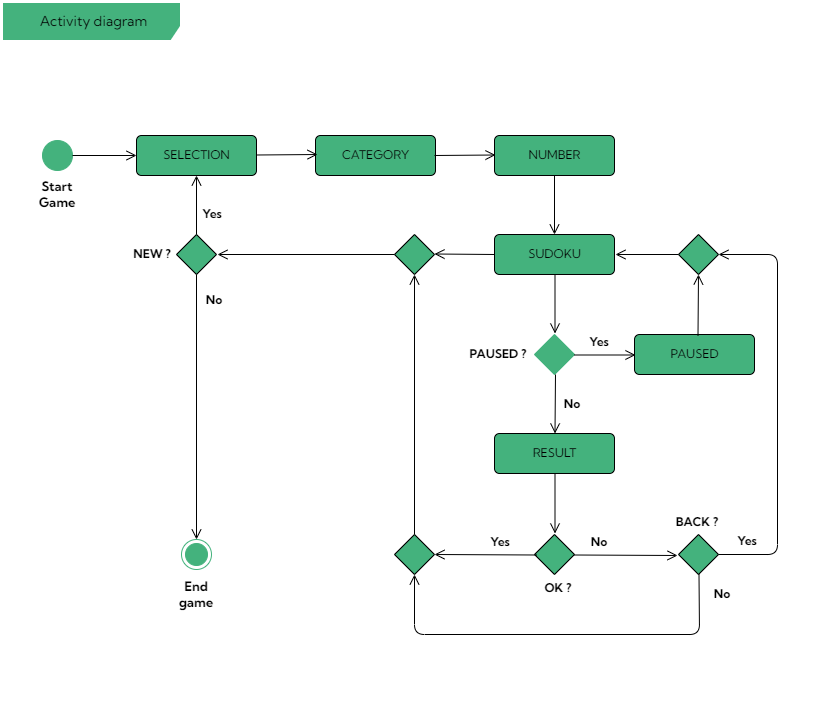 Activity diagram
SELECTION
CATEGORY
NUMBER
Start
Game
Yes
NEW ?
SUDOKU
No
Yes
PAUSED ?
PAUSED
No
RESULT
BACK ?
Yes
No
Yes
OK ?
End
game
No